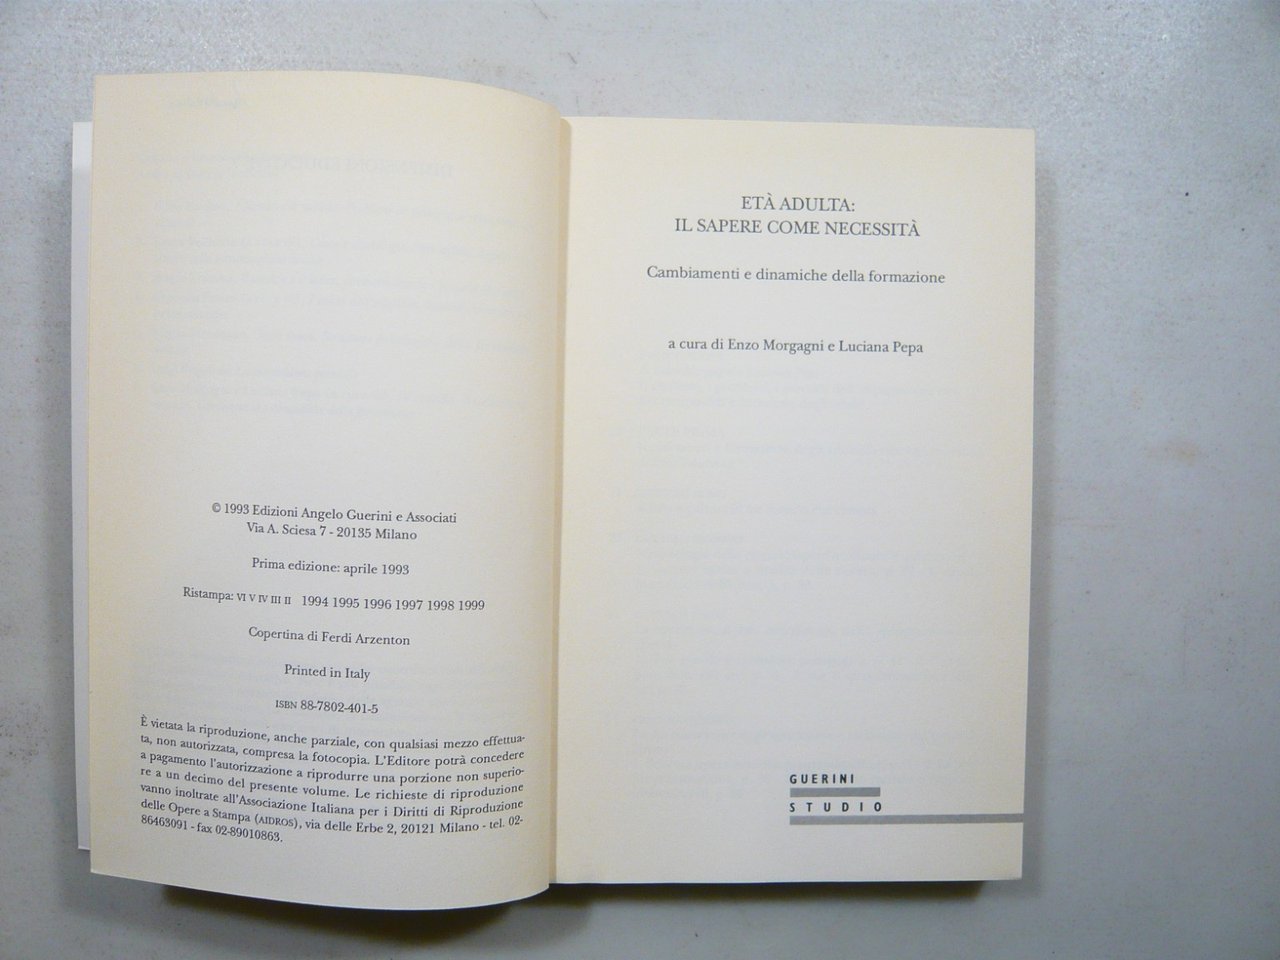 © 1993 Edizioni Angelo Guerini e Associati
Via A. Sciesa 7 - 20135 Milano
Prima edizione: aprile 1993
Ristampa: VI V IV III II 1994 1995 1996 1997 1998 1999
Copertina di Ferdi Arzenton
Printed in Italy
ISBN 88-7802-401-5
È vietata la riproduzione, anche parziale, con qualsiasi mezzo effettua-
ta, non autorizzata, compresa la fotocopia. L'Editore potrà concedere
a pagamento l'autorizzazione a riprodurre una porzione non superio-
re a un decimo del presente volume. Le richieste di riproduzione
vanno inoltrate all'Associazione Italiana per i Diritti di Riproduzione
delle Opere a Stampa (AIDROS), via delle Erbe 2, 20121 Milano - tel. 02-
86463091 - fax 02-89010863.
ETÀ ADULTA:
IL SAPERE COME NECESSITÀ
Cambiamenti e dinamiche della formazione
a cura di Enzo Morgagni e Luciana Pepa
GUERINI
STUDIO